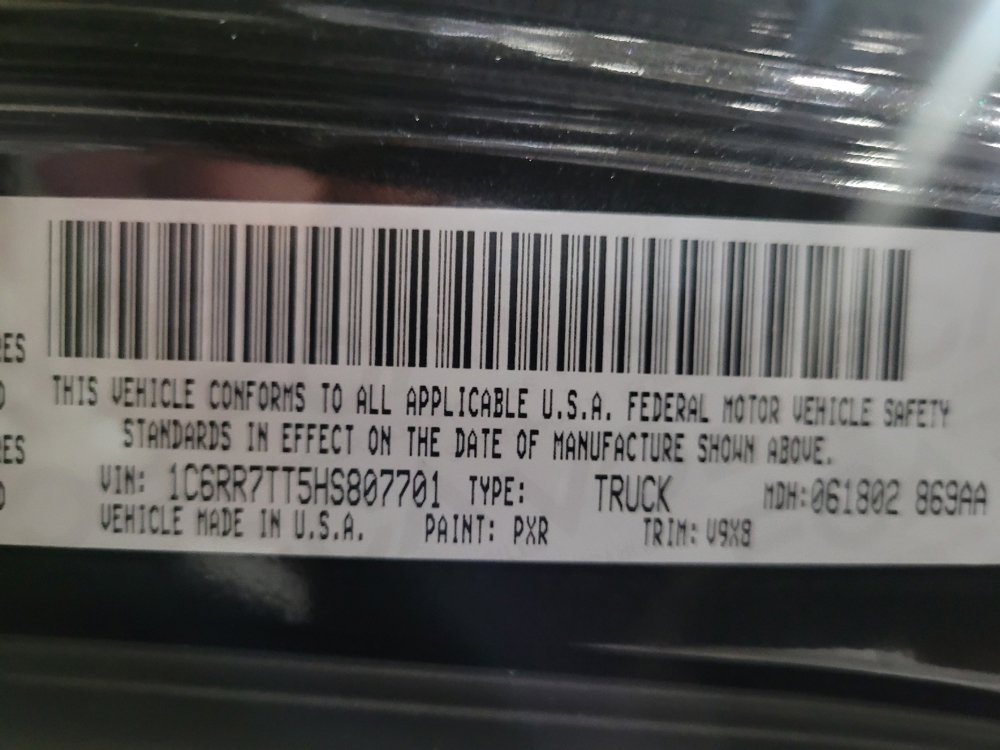 THIS VEHICLE CONFORMS TO ALL APPLICABLE U.S.A. FEDERAL MOTOR VEHICLE SAFETY
STANDARDS IN EFFECT ON THE DATE OF MANUFACTURE SHOWN ABOVE.
VIN: 1C6RR7TT5HS807701 TYPE: TRUCK MDH:061802 869AA
VEHICLE MADE IN U.S.A. PAINT: PXR TRIM: V9X8